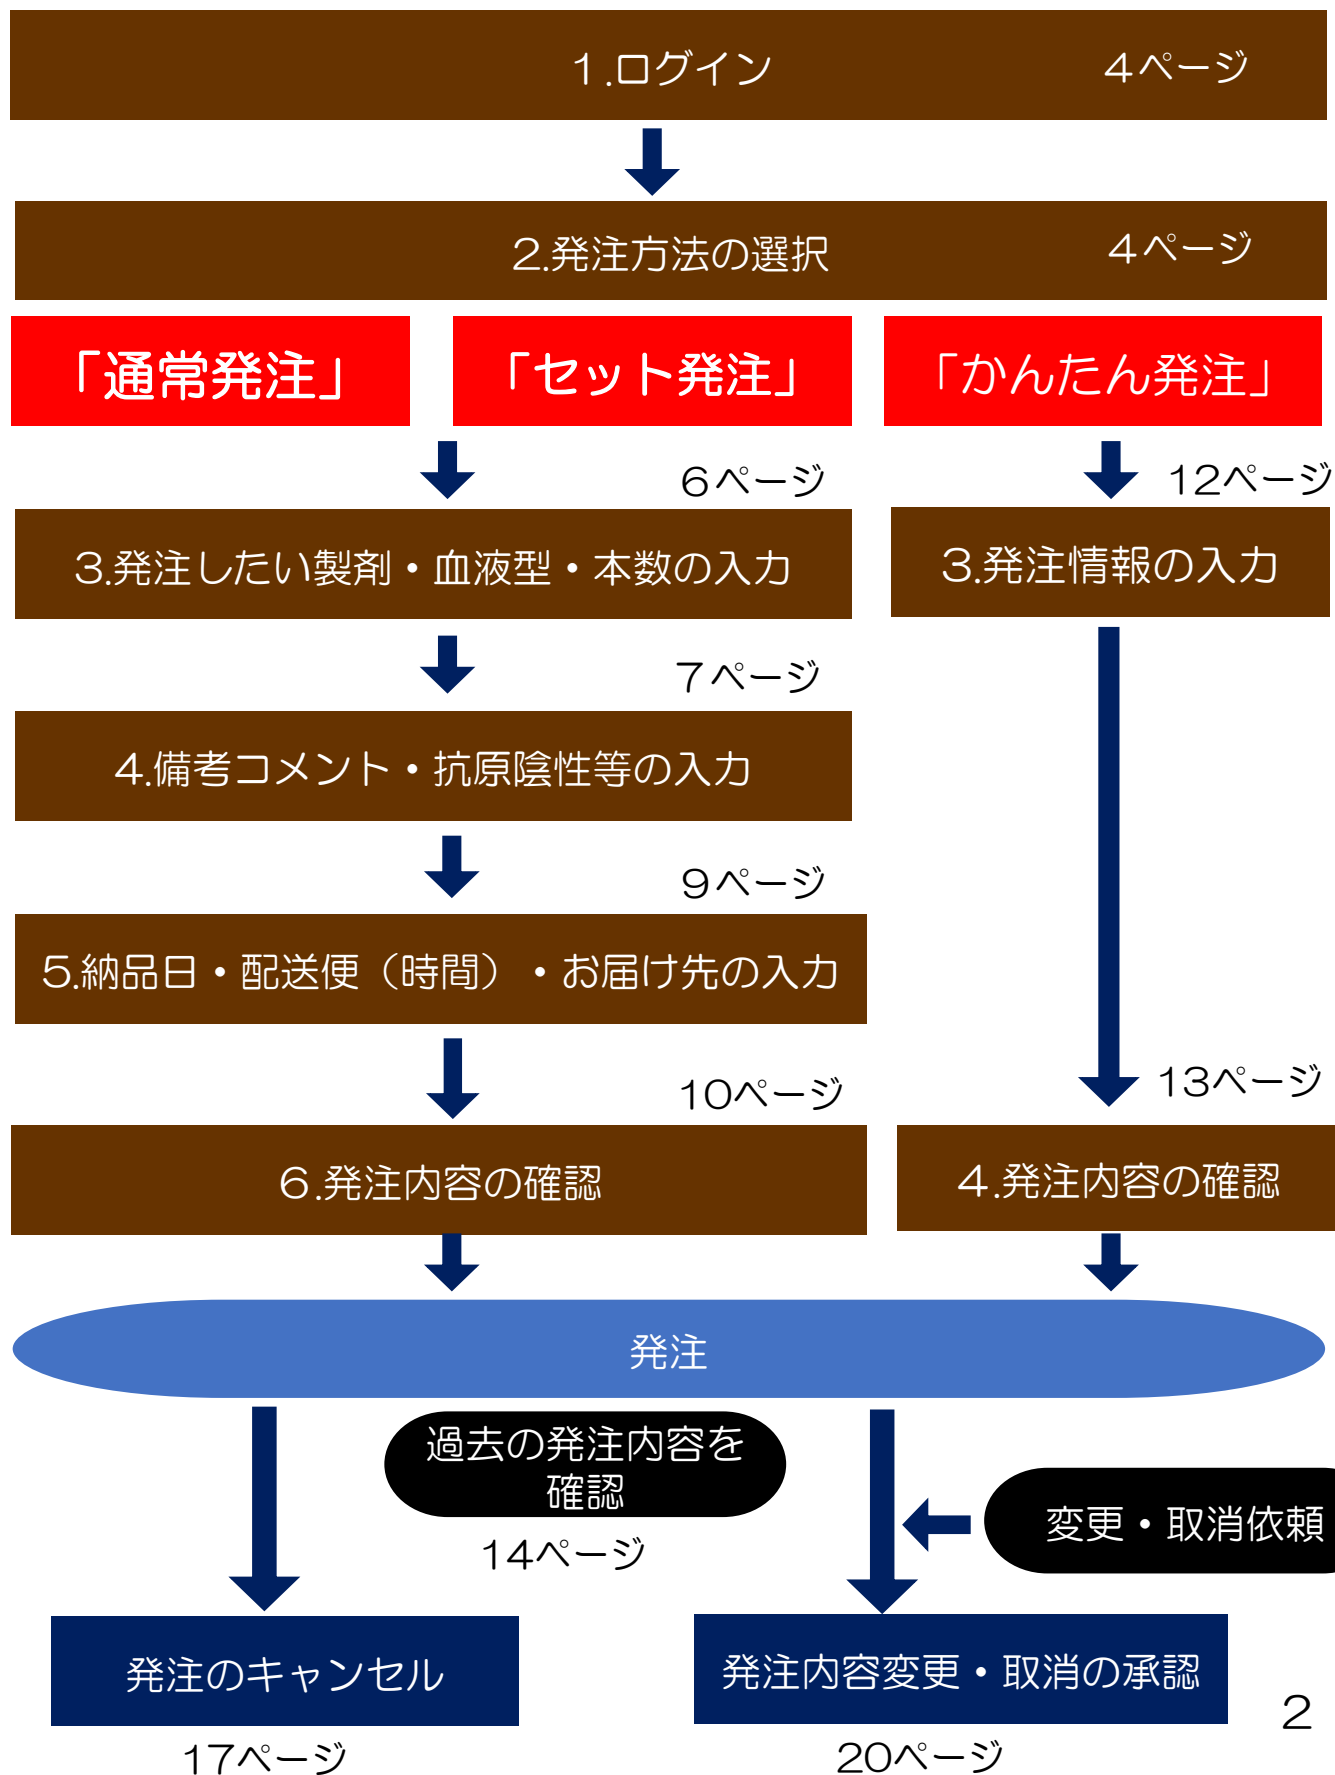 １.ログイン
４ページ
２.発注方法の選択
４ページ
「通常発注」
「セット発注」
「かんたん発注」
６ページ
12ページ
３.発注したい製剤・血液型・本数の入力
３.発注情報の入力
７ページ
４.備考コメント・抗原陰性等の入力
９ページ
５.納品日・配送便（時間）・お届け先の入力
10ページ
13ページ
６.発注内容の確認
４.発注内容の確認
発注
過去の発注内容を
確認
14ページ
変更・取消依頼
発注のキャンセル
発注内容変更・取消の承認
17ページ
20ページ
2